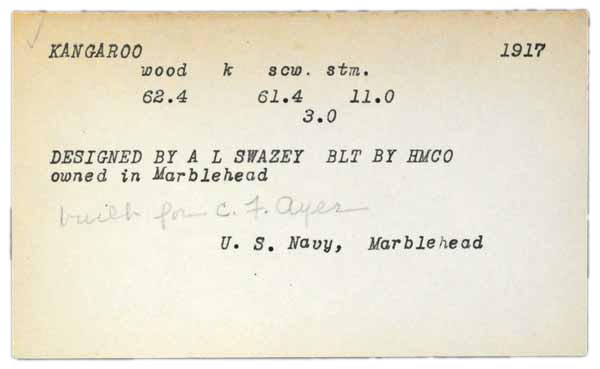 KANGAROO 1917
wood k scw. stm.
62.4 61.4 11.0
3.0
DESIGNED BY A L SWAZEY BLT BY HMCO
owned in Marblehead
built for C. F. Ayer
U. S. Navy, Marblehead